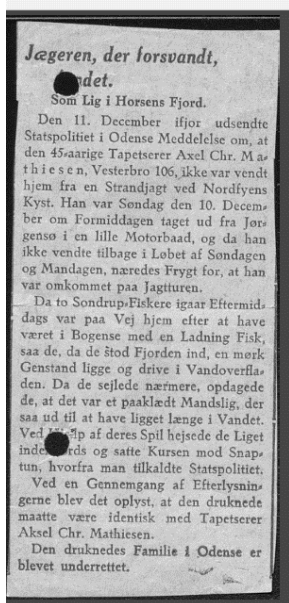 Jægeren, der forsvandt,
Som Lig i Horsens Fjord.
Den 11. December ifjor udsendte
Statspolitiet i Odense Meddelelse om, at
den 45-aarige Tapetserer Axel Chr. Ma-
thiesen, Vesterbro 106, ikke var vendt
hjem fra en Strandjagt ved Nordfyens
Kyst. Han var Søndag den 10. Decem-
ber om Formiddagen taget ud fra Jør-
gensø i en lille Motorbaad, og da han
ikke vendte tilbage i Løbet af Søndagen
og Mandagen, næredes Frygt for, at han
var omkommet paa Jagtturen.
Da to Sondrup-Fiskere igaar Eftermid-
dags var paa Vej hjem efter at have
været i Bogense med en Ladning Fisk,
saa de, da de stod Fjorden ind, en mørk
Genstand ligge og drive i Vandoverfla-
den. Da de sejlede nærmere, opdagede
de, at det var et paaklædt Mandslig, der
saa ud til at have ligget længe i Vandet.
Ved af deres Spil hejsede de Liget
og satte Kursen mod Snap-
tun, hvorfra man tilkaldte Statspolitiet.
Ved en Gennemgang af Efterlysnin-
gerne blev det oplyst, at den druknede
maatte være identisk med Tapetserer
Aksel Chr. Mathiesen.
Den druknedes Familie i Odense er
blevet underrettet.